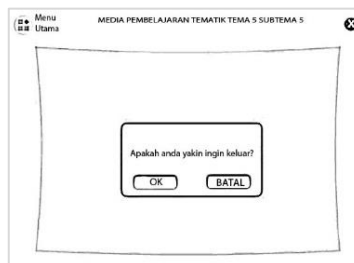 Menu
Utama
MEDIA PEMBELAJARAN TEMATIK TEMA 5 SUBTEMA 5
Apakah anda yakin ingin keluar?
OK
BATAL